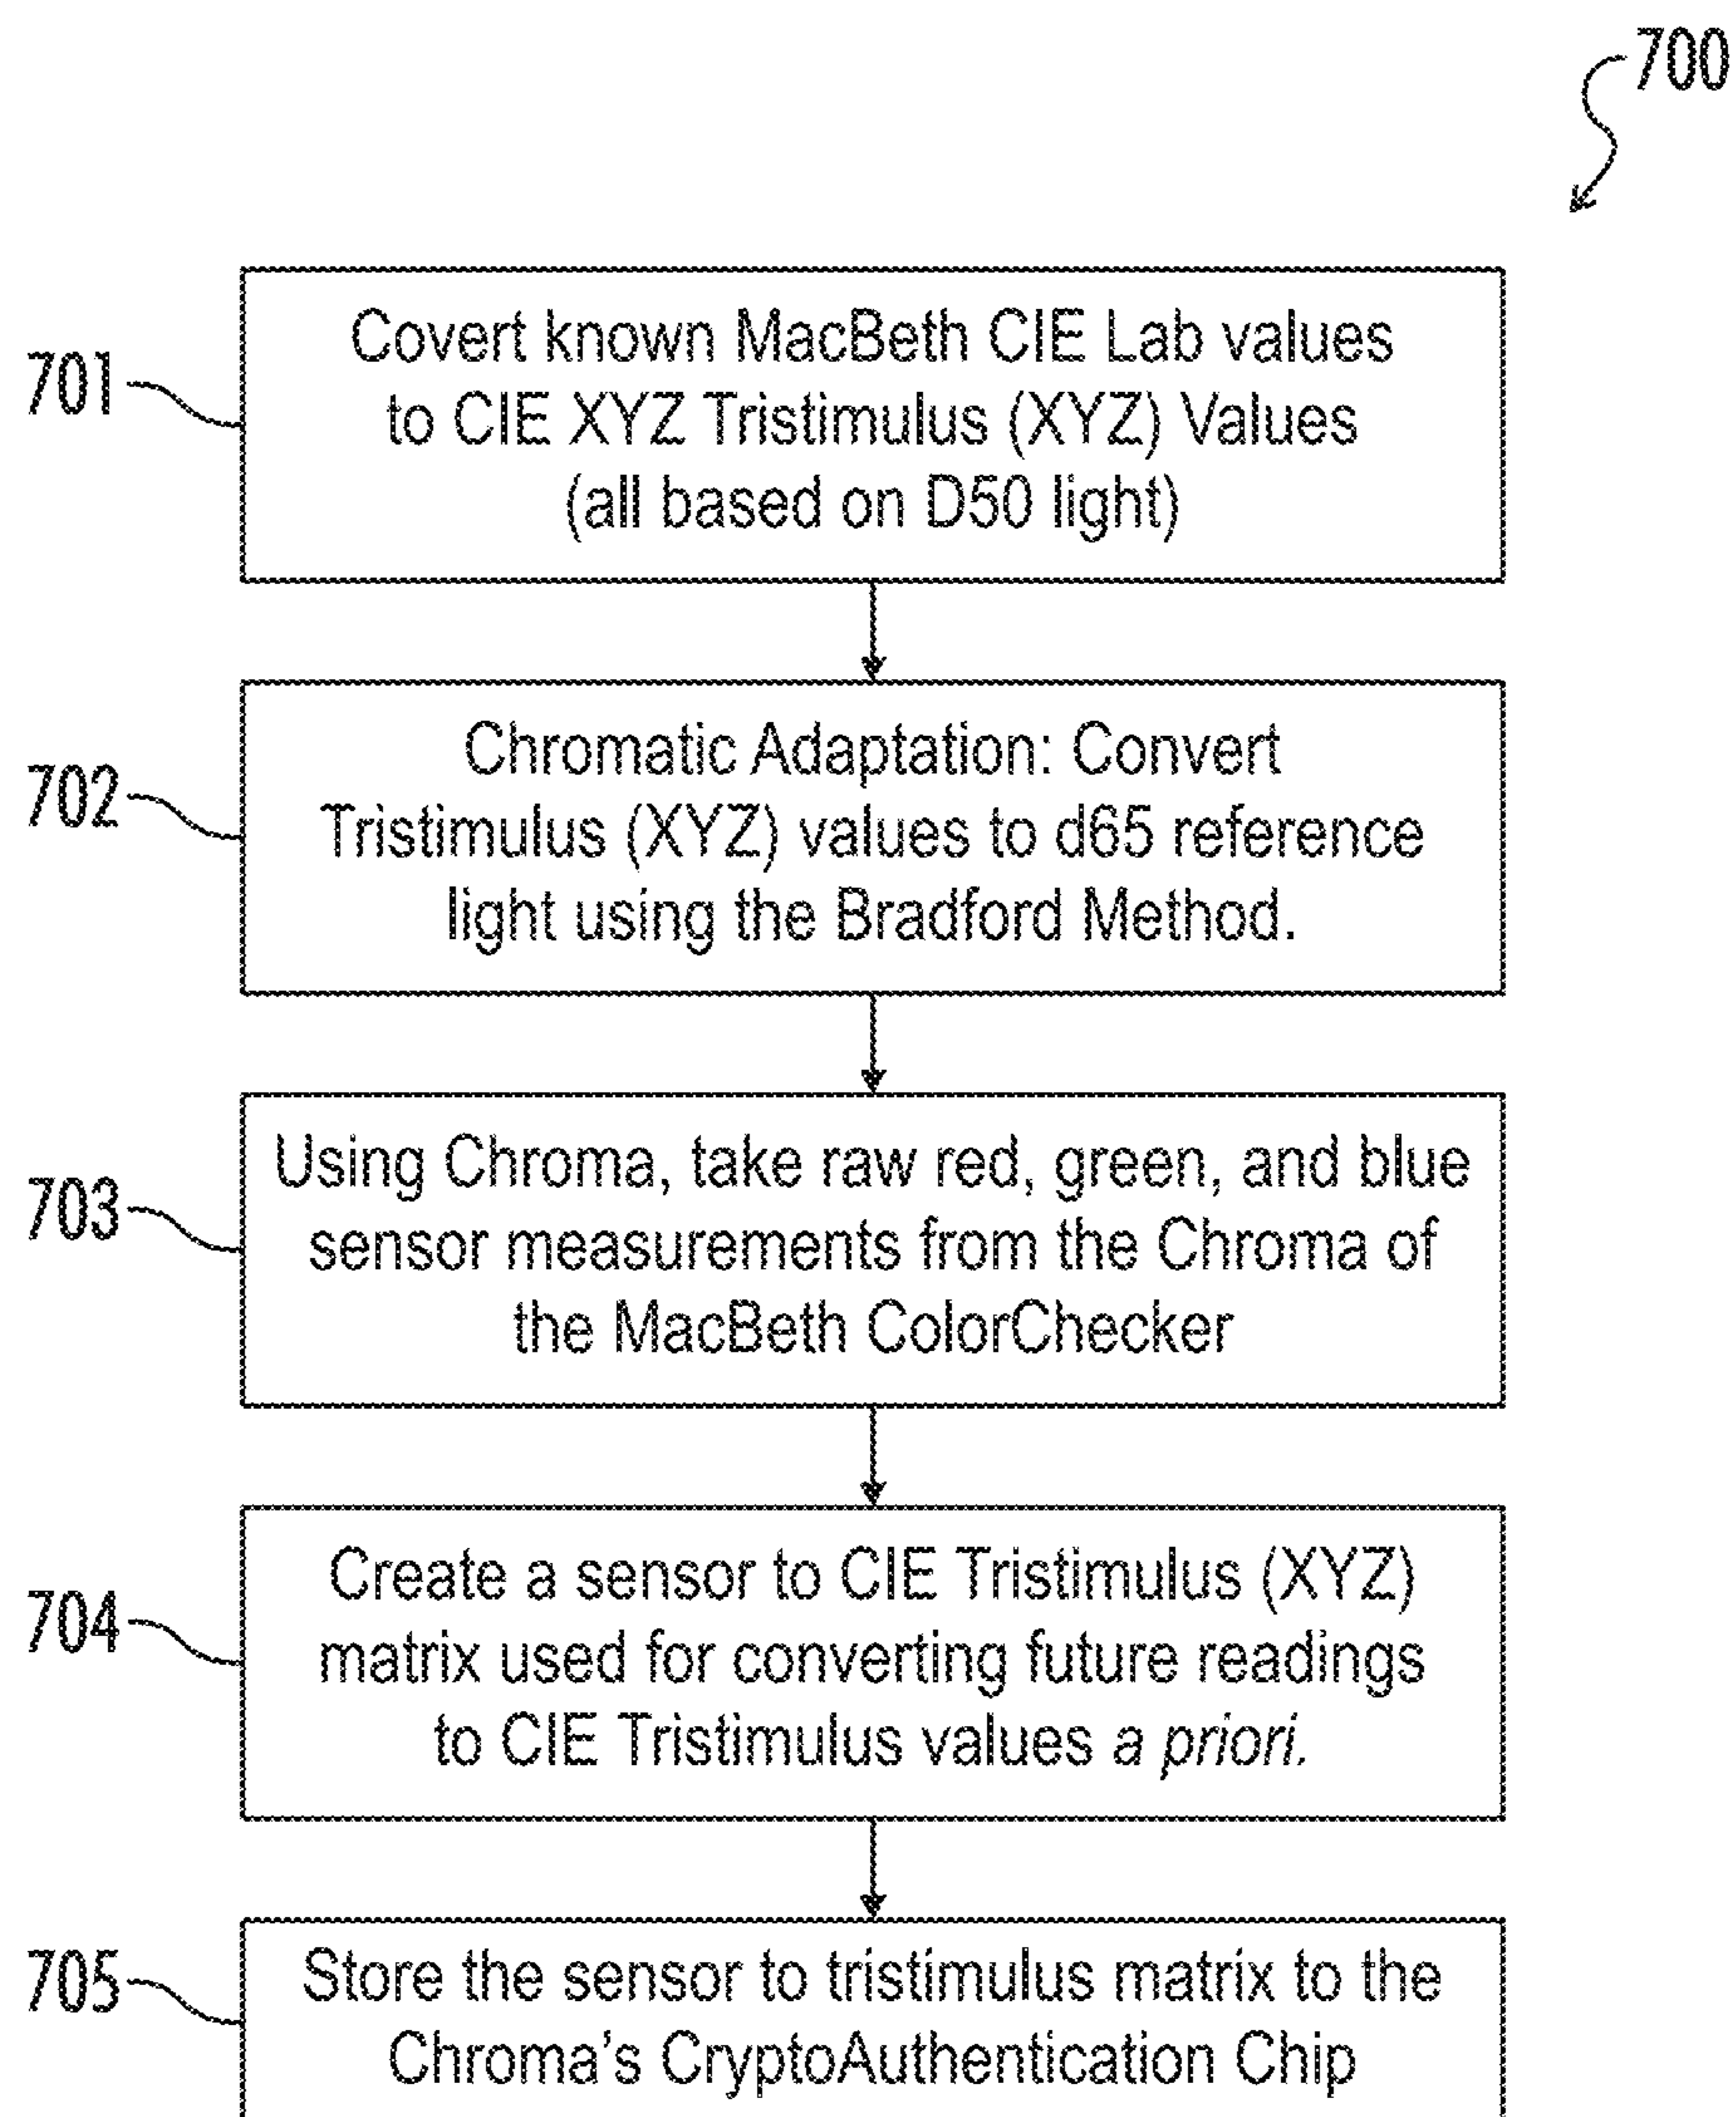 700
701
Covert known MacBeth CIE Lab values
to CIE XYZ Tristimulus (XYZ) Values
(all based on D50 light)
702
Chromatic Adaptation: Convert
Tristimulus (XYZ) values to d65 reference
light using the Bradford Method.
703
Using Chroma, take raw red, green, and blue
sensor measurements from the Chroma of
the MacBeth ColorChecker
704
Create a sensor to CIE Tristimulus (XYZ)
matrix used for converting future readings
to CIE Tristimulus values a priori.
705
Store the sensor to tristimulus matrix to the
Chroma's CryptoAuthentication Chip